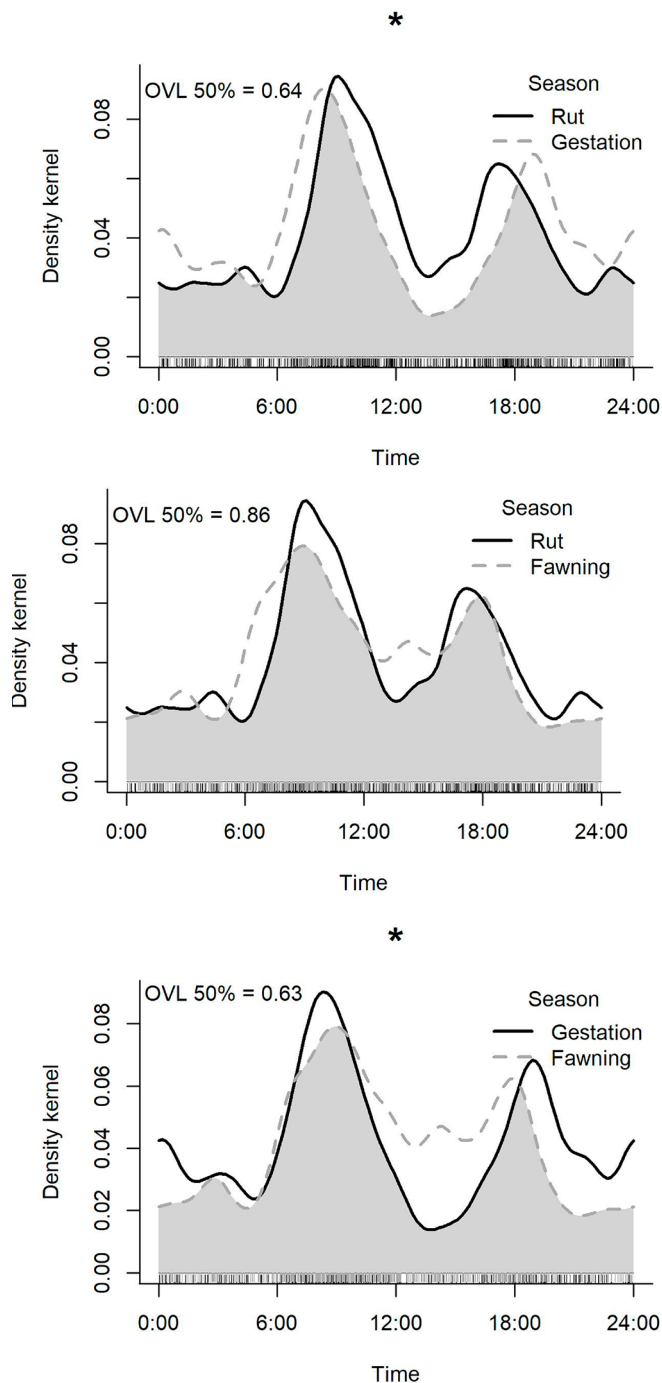 *
OVL 50% = 0.64
Season
Rut
Gestation
Density kernel
0.08
0.04
0.00
0:00 6:00 12:00 18:00 24:00
Time
OVL 50% = 0.86
Season
Rut
Fawning
Density kernel
0.08
0.04
0.00
0:00 6:00 12:00 18:00 24:00
Time
*
OVL 50% = 0.63
Season
Gestation
Fawning
Density kernel
0.08
0.06
0.04
0.02
0.00
0:00 6:00 12:00 18:00 24:00
Time